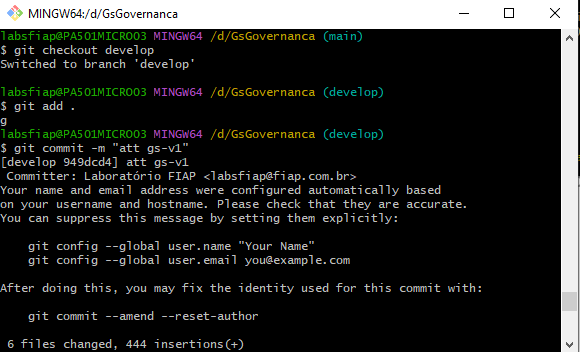 MINGW64:/d/GsGovernanca
labsfiap@PA501MICRO03 MINGW64 /d/GsGovernanca (main)
$ git checkout develop
Switched to branch 'develop'
labsfiap@PA501MICRO03 MINGW64 /d/GsGovernanca (develop)
$ git add .
g
labsfiap@PA501MICRO03 MINGW64 /d/GsGovernanca (develop)
$ git commit -m "att gs-v1"
[develop 949dcd4] att gs-v1
Committer: Laboratório FIAP <labsfiap@fiap.com.br>
Your name and email address were configured automatically based
on your username and hostname. Please check that they are accurate.
You can suppress this message by setting them explicitly:
git config --global user.name "Your Name"
git config --global user.email you@example.com
After doing this, you may fix the identity used for this commit with:
git commit --amend --reset-author
6 files changed, 444 insertions(+)